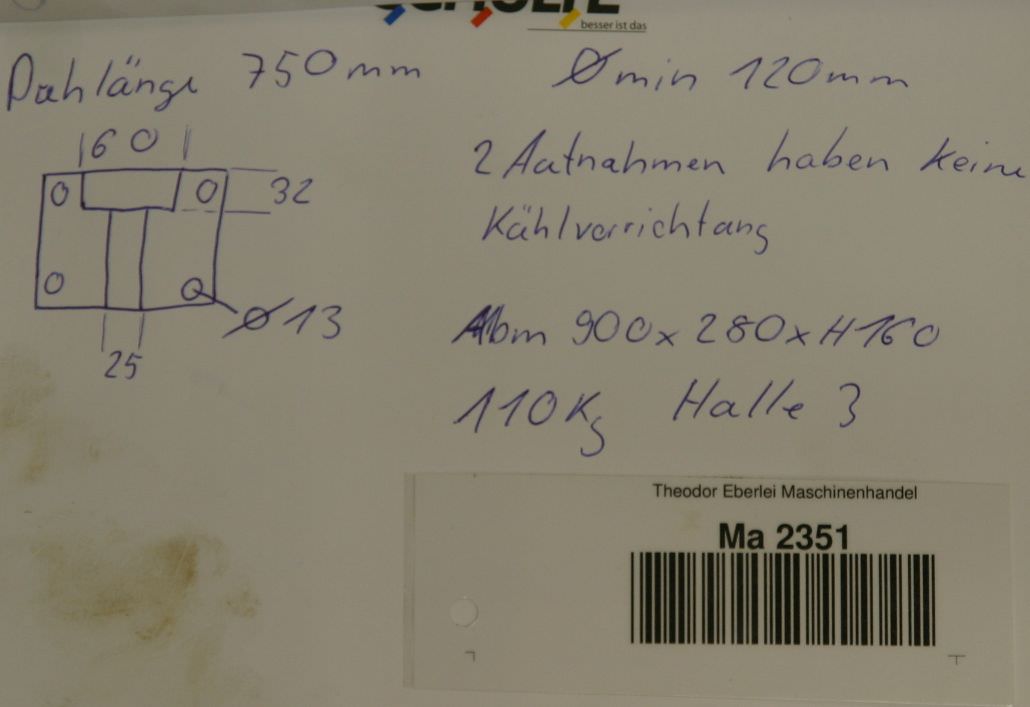 besser ist das
Dahlänge 750mm
Ømin 120mm
60
32
Ø13
25
2 Aufnahmen haben keine
Kühlvorrichtung
Abm 900x280xH160
110Kg Halle 3
Theodor Eberlei Maschinenhandel
Ma 2351